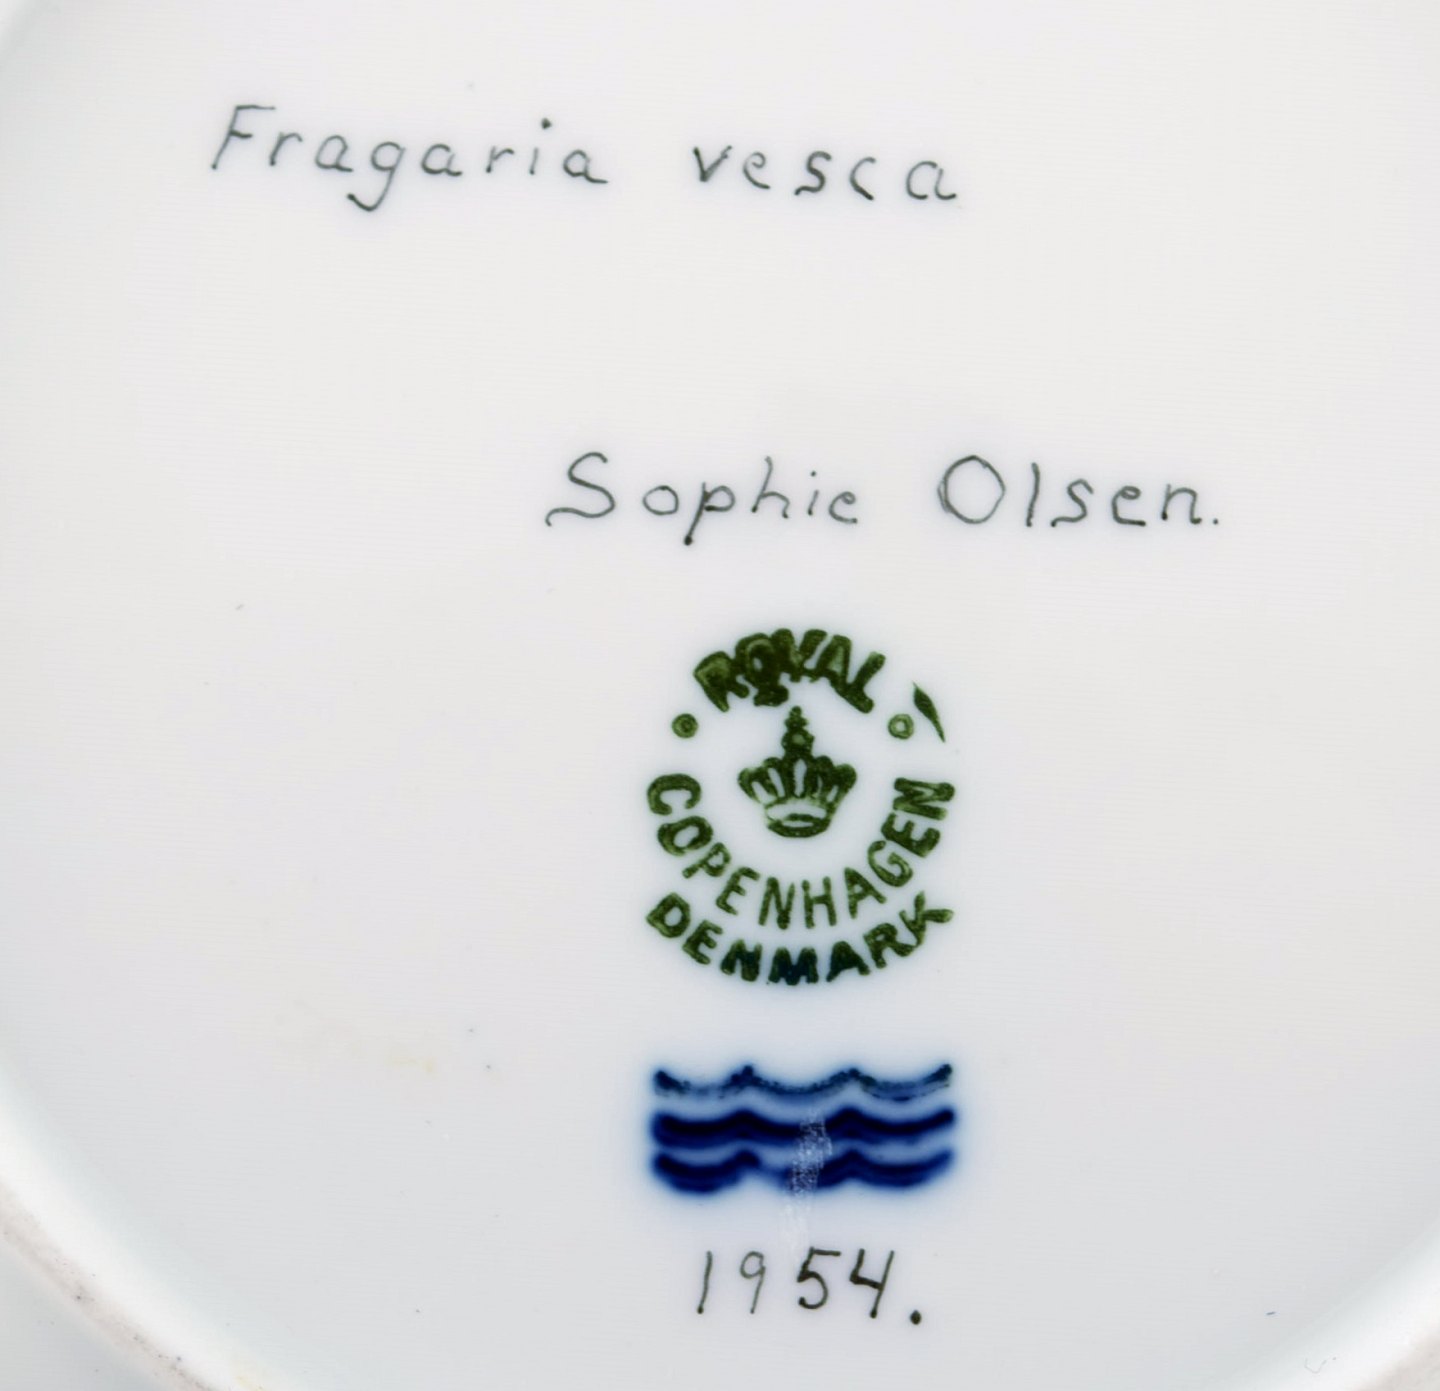 Fragaria vesca
Sophie Olsen.
ROYAL
COPENHAGEN
DENMARK
1954.